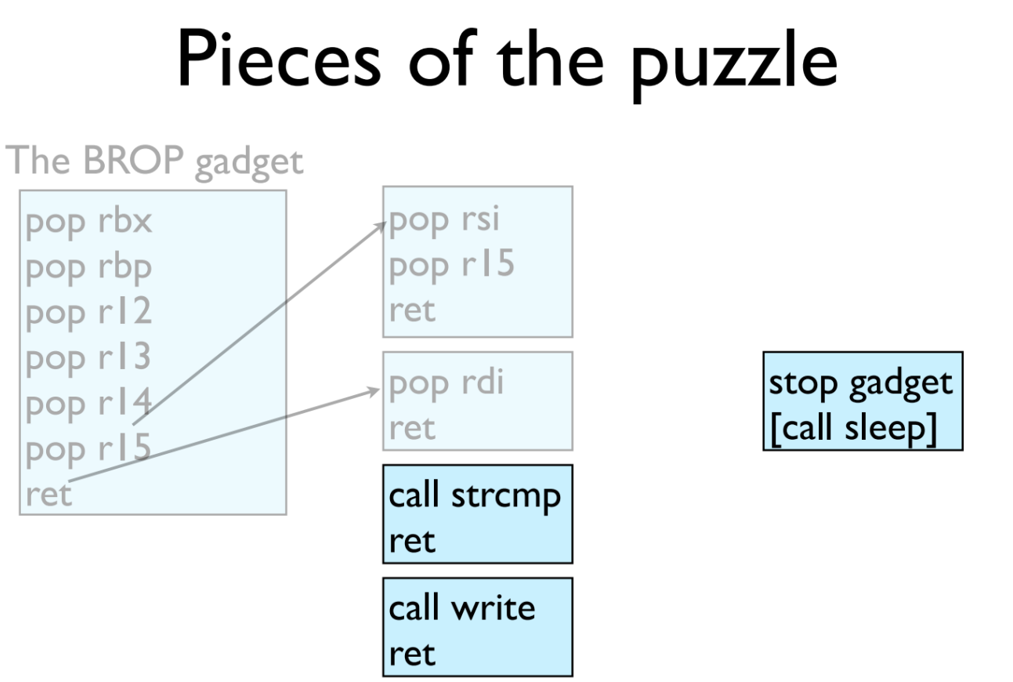 Pieces of the puzzle
The BROP gadget
pop rbx
pop rbp
pop r12
pop r13
pop r14
pop r15
ret
pop rsi
pop r15
ret
pop rdi
ret
call strcmp
ret
call write
ret
stop gadget
[call sleep]